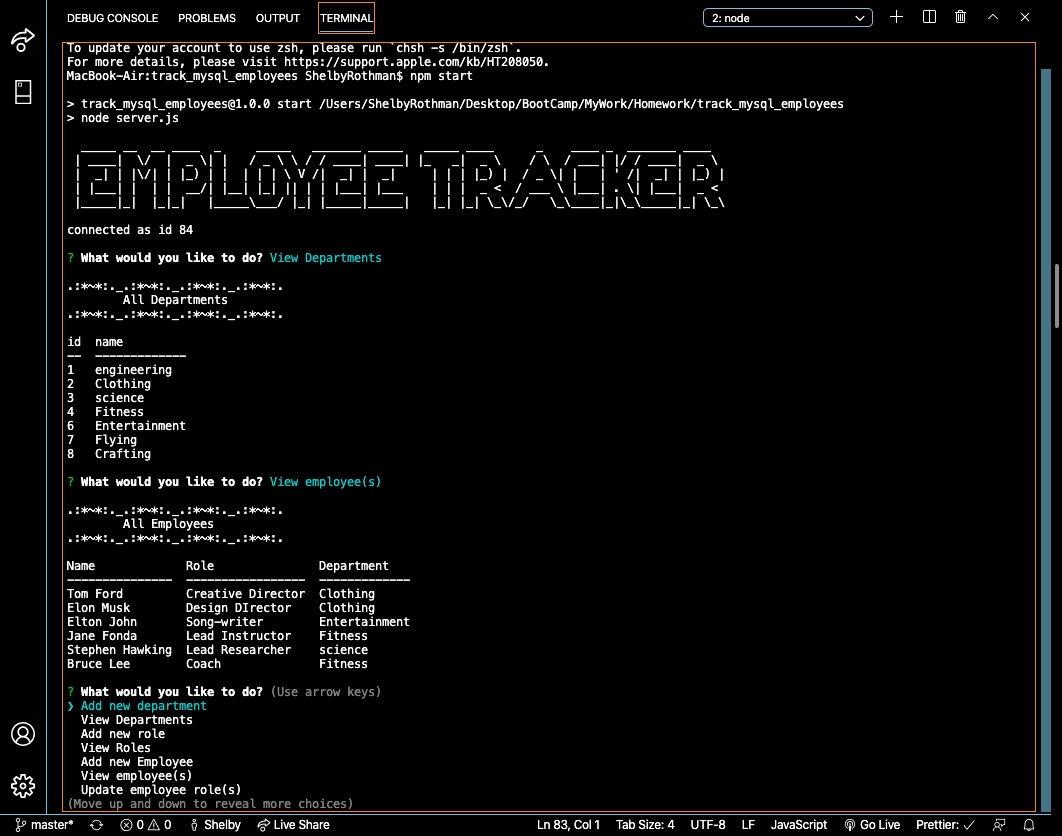 DEBUG CONSOLE PROBLEMS OUTPUT TERMINAL 2: node
To update your account to use zsh, please run `chsh -s /bin/zsh`.
For more details, please visit https://support.apple.com/kb/HT208050.
MacBook-Air:track_mysql_employees ShelbyRothman$ npm start
> track_mysql_employees@1.0.0 start /Users/ShelbyRothman/Desktop/BootCamp/MyWork/Homework/track_mysql_employees
> node server.js
EMPLOYEE TRACKER
connected as id 84
? What would you like to do? View Departments
.:*~*:._.:*~*:._.:*~*:._.:*~*:.
All Departments
.:*~*:._.:*~*:._.:*~*:._.:*~*:.
id name
-- -------------
1 engineering
2 Clothing
3 science
4 Fitness
6 Entertainment
7 Flying
8 Crafting
? What would you like to do? View employee(s)
.:*~*:._.:*~*:._.:*~*:._.:*~*:.
All Employees
.:*~*:._.:*~*:._.:*~*:._.:*~*:.
Name Role Department
--------------- ----------------- -------------
Tom Ford Creative Director Clothing
Elon Musk Design DIrector Clothing
Elton John Song-writer Entertainment
Jane Fonda Lead Instructor Fitness
Stephen Hawking Lead Researcher science
Bruce Lee Coach Fitness
? What would you like to do? (Use arrow keys)
❯ Add new department
View Departments
Add new role
View Roles
Add new Employee
View employee(s)
Update employee role(s)
(Move up and down to reveal more choices)
master* 0 0 Shelby Live Share Ln 83, Col 1 Tab Size: 4 UTF-8 LF JavaScript Go Live Prettier: ✓